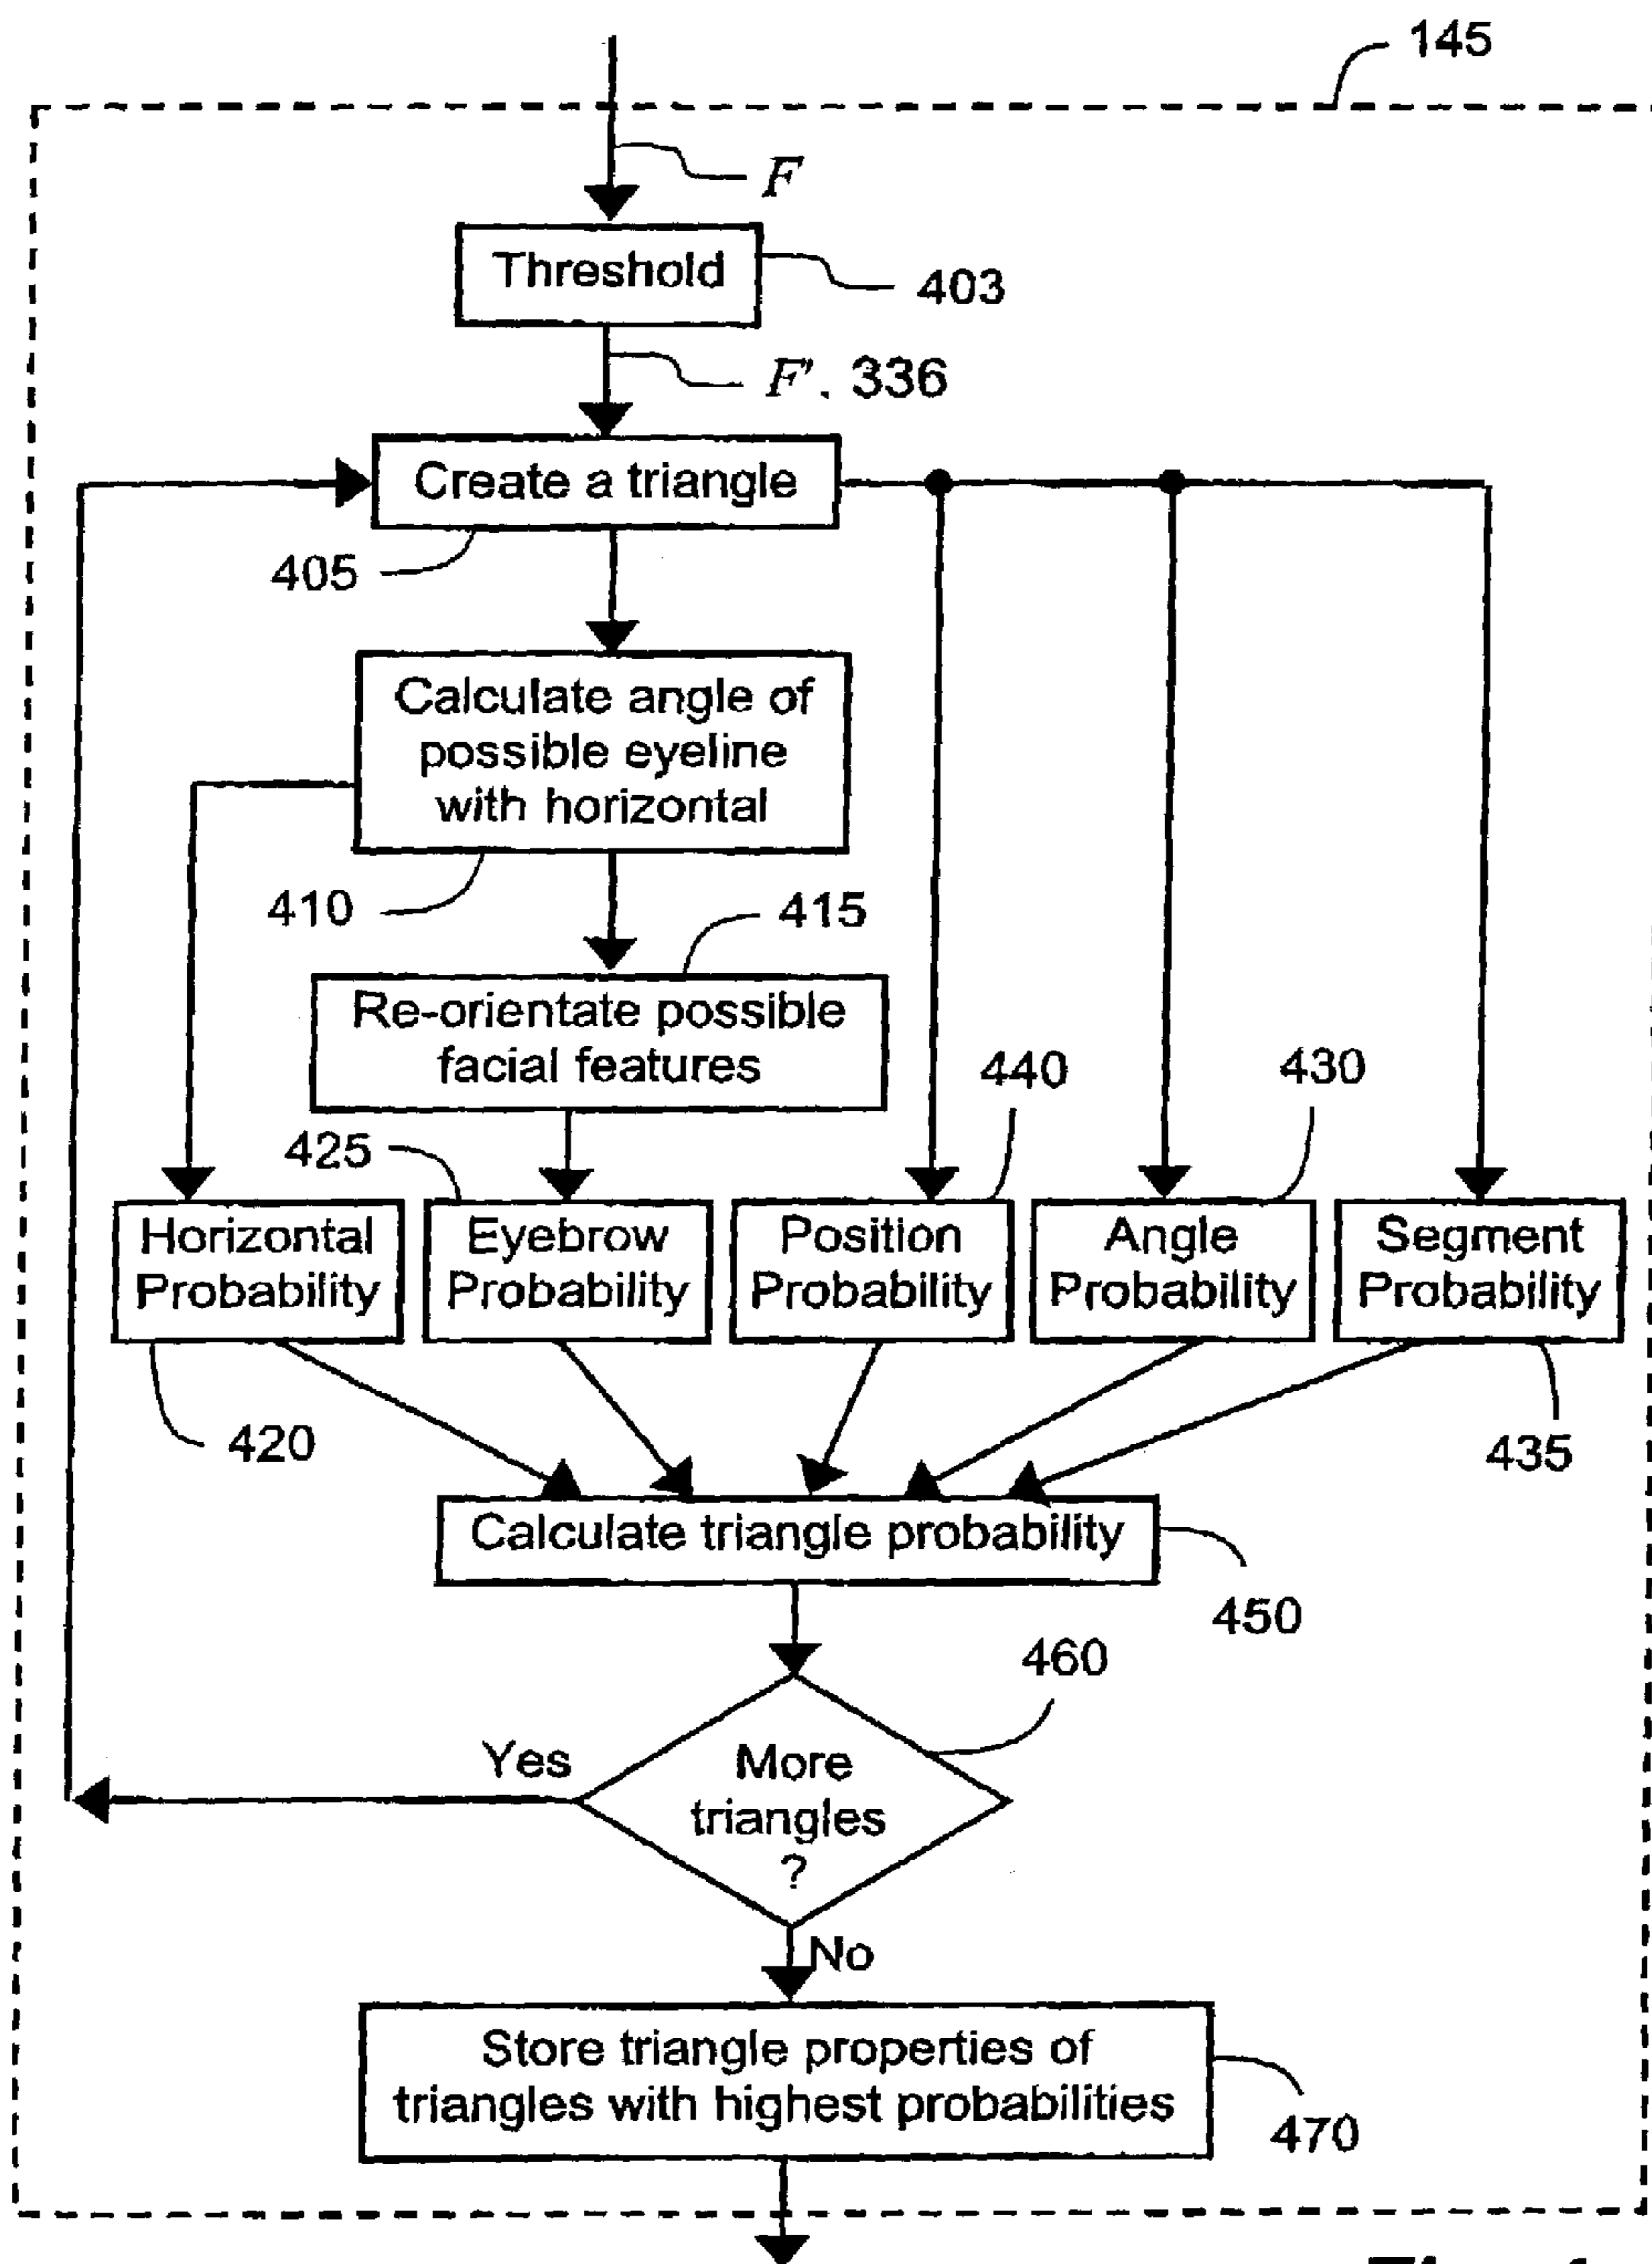 145
F
Threshold
403
F', 336
Create a triangle
405
Calculate angle of
possible eyeline
with horizontal
410
415
Re-orientate possible
facial features
440
430
425
Horizontal
Probability
Eyebrow
Probability
Position
Probability
Angle
Probability
Segment
Probability
420
435
Calculate triangle probability
450
460
Yes
More
triangles
?
No
Store triangle properties of
triangles with highest probabilities
470